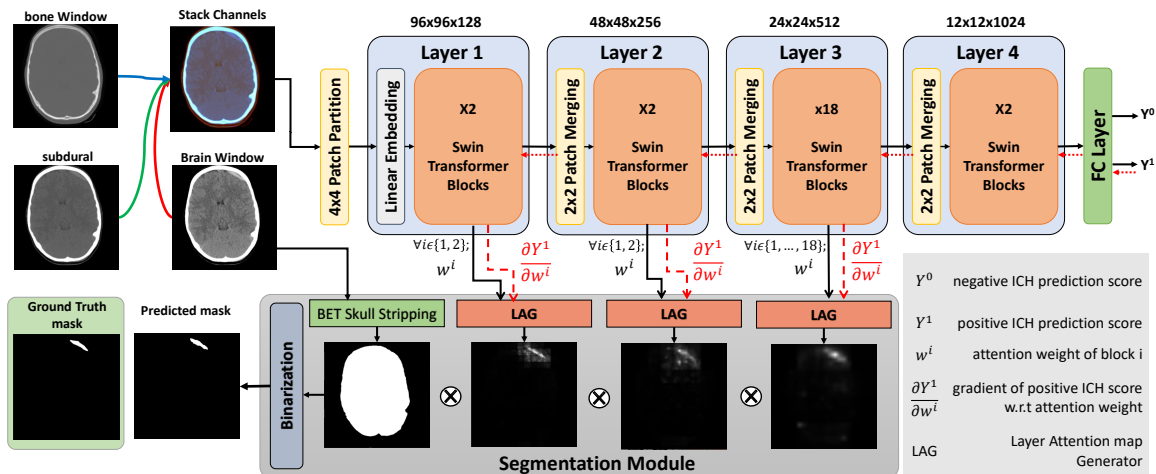 bone Window
Stack Channels
subdural
Brain Window
4x4 Patch Partition
96x96x128
Layer 1
Linear Embedding
X2
Swin
Transformer
Blocks
48x48x256
Layer 2
2x2 Patch Merging
X2
Swin
Transformer
Blocks
24x24x512
Layer 3
2x2 Patch Merging
x18
Swin
Transformer
Blocks
12x12x1024
Layer 4
2x2 Patch Merging
X2
Swin
Transformer
Blocks
FC Layer
Y⁰
Y¹
∀iϵ{1, 2};
wⁱ
∂Y¹
∂wⁱ
∀iϵ{1, 2};
wⁱ
∂Y¹
∂wⁱ
∀iϵ{1, … , 18};
wⁱ
∂Y¹
∂wⁱ
Ground Truth
mask
Predicted mask
Binarization
BET Skull Stripping
LAG
LAG
LAG
⊗
⊗
⊗
Segmentation Module
Y⁰ negative ICH prediction score
Y¹ positive ICH prediction score
wⁱ attention weight of block i
∂Y¹ gradient of positive ICH score
∂wⁱ w.r.t attention weight
LAG Layer Attention map
Generator